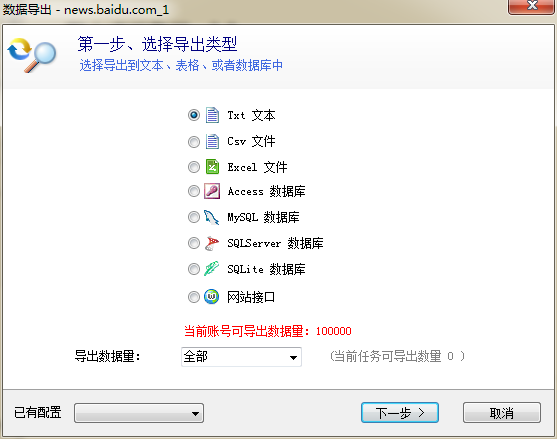 数据导出 - news.baidu.com_1
第一步、选择导出类型
选择导出到文本、表格、或者数据库中
Txt 文本
Csv 文件
Excel 文件
Access 数据库
MySQL 数据库
SQLServer 数据库
SQLite 数据库
网站接口
当前账号可导出数据量：100000
导出数据量： 全部 (当前任务可导出数量 0 )
已有配置 下一步 > 取消